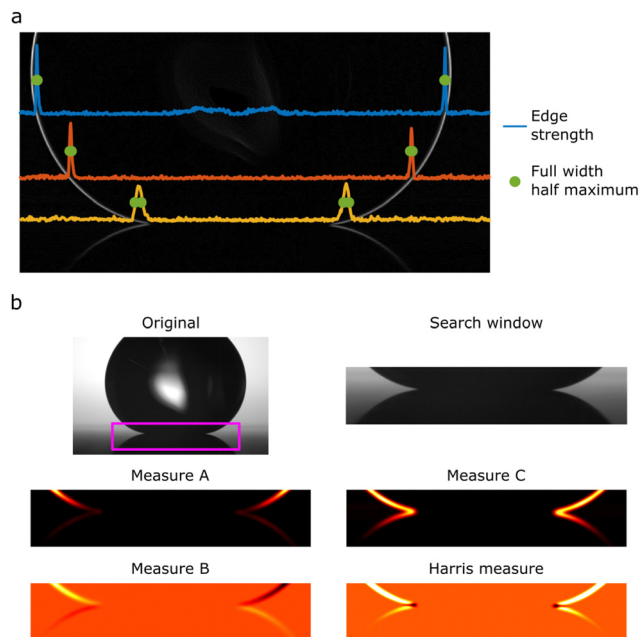 a
Edge
strength
Full width
half maximum
b
Original
Search window
Measure A
Measure C
Measure B
Harris measure